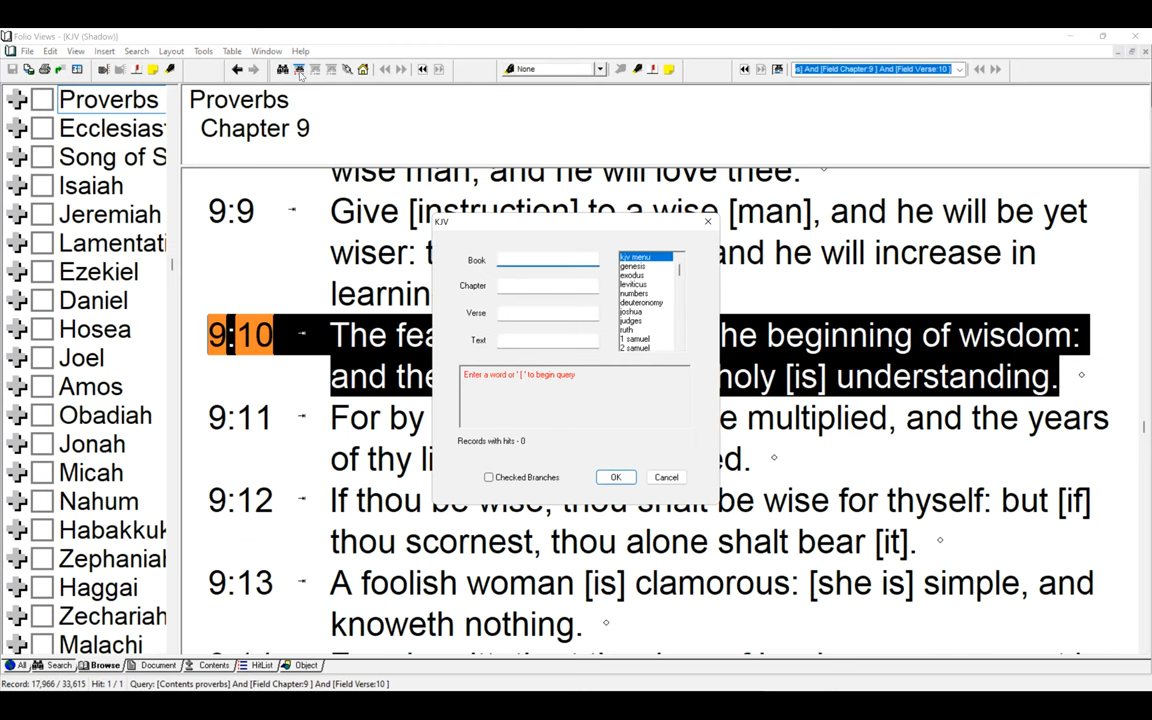 Folio Views - [KJV (Shadow)]
File Edit View Insert Search Layout Tools Table Window Help
None
s] And [Field Chapter:9 ] And [Field Verse:10 ]
Proverbs
Ecclesias
Song of S
Isaiah
Jeremiah
Lamentati
Ezekiel
Daniel
Hosea
Joel
Amos
Obadiah
Jonah
Micah
Nahum
Habakkuk
Zephaniah
Haggai
Zechariah
Malachi
Proverbs
Chapter 9
wise man, and he will love thee.
9:9 Give [instruction] to a wise [man], and he will be yet
wiser: and he will increase in
learnin
9:10 The fea he beginning of wisdom:
and the holy [is] understanding.
9:11 For by e multiplied, and the years
of thy li ed.
9:12 If thou be wise, thou shalt be wise for thyself: but [if]
thou scornest, thou alone shalt bear [it].
9:13 A foolish woman [is] clamorous: [she is] simple, and
knoweth nothing.
KJV
Book
Chapter
Verse
Text
kjv menu
genesis
exodus
leviticus
numbers
deuteronomy
joshua
judges
ruth
1 samuel
2 samuel
Enter a word or ' [ ' to begin query
Records with hits - 0
Checked Branches OK Cancel
All Search Browse Document Contents HitList Object
Record: 17,966 / 33,615 Hit: 1 / 1 Query: [Contents proverbs] And [Field Chapter:9 ] And [Field Verse:10 ]